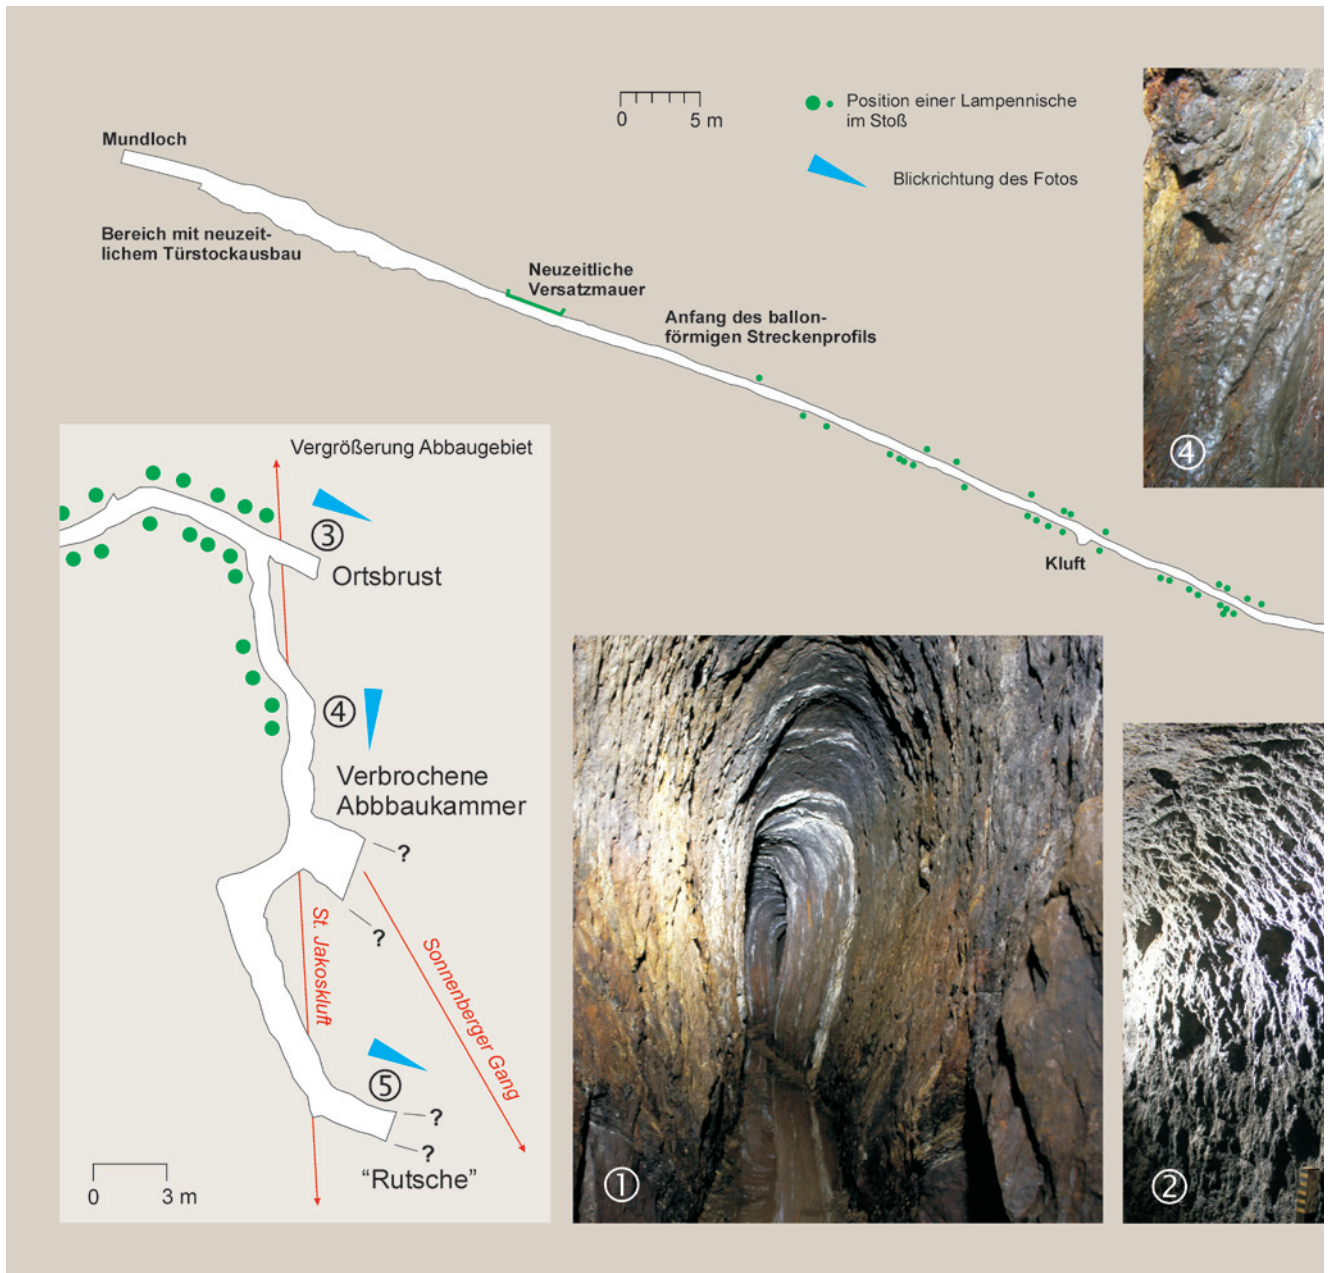 Mundloch
0 5 m
Position einer Lampennische
im Stoß
Blickrichtung des Fotos
Bereich mit neuzeit-
lichem Türstockausbau
Neuzeitliche
Versatzmauer
Anfang des ballon-
förmigen Streckenprofils
Kluft
④
Vergrößerung Abbaugebiet
③
Ortsbrust
④
Verbrochene
Abbbaukammer
?
?
St. Jakoskluft
Sonnenberger Gang
⑤
?
?
“Rutsche”
0 3 m
①
②